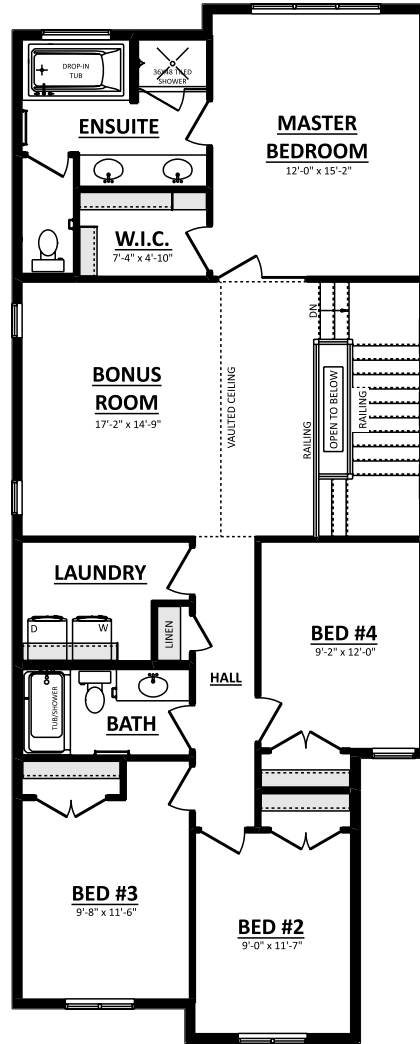 DROP-IN
TUB
36X48 TILED
SHOWER
ENSUITE
MASTER
BEDROOM
12'-0" x 15'-2"
W.I.C.
7'-4" x 4'-10"
DN
BONUS
ROOM
17'-2" x 14'-9"
VAULTED CEILING
RAILING
OPEN TO BELOW
RAILING
LAUNDRY
D
W
LINEN
BED #4
9'-2" x 12'-0"
HALL
TUB/SHOWER
BATH
BED #3
9'-8" x 11'-6"
BED #2
9'-0" x 11'-7"